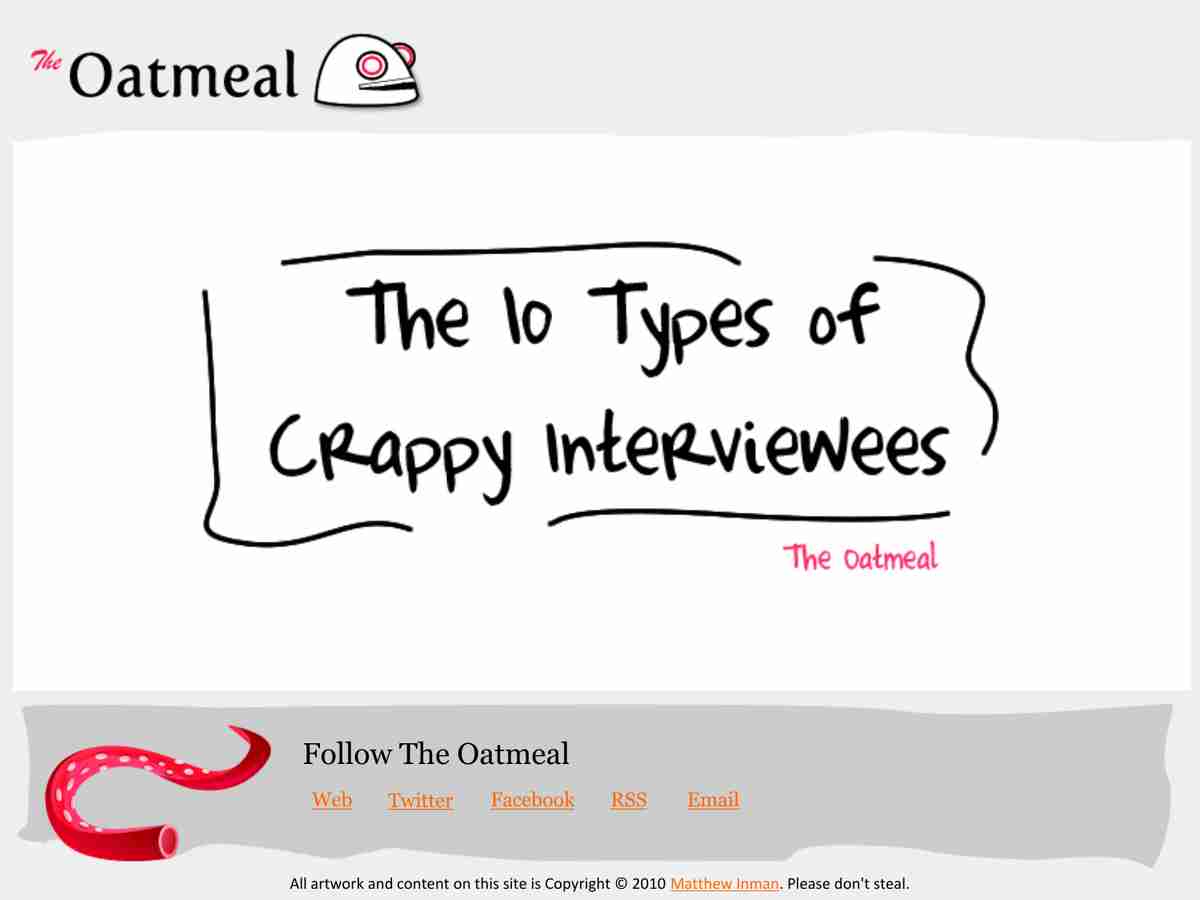 The Oatmeal
The 10 Types of
Crappy Interviewees
The Oatmeal
Follow The Oatmeal
Web Twitter Facebook RSS Email
All artwork and content on this site is Copyright © 2010 Matthew Inman. Please don't steal.